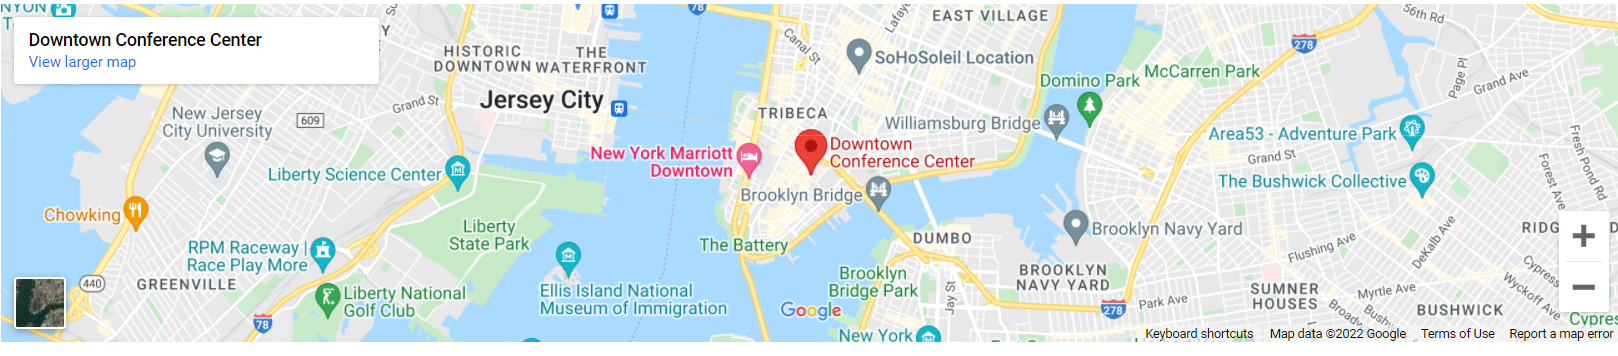 NYON
Downtown Conference Center
View larger map
HISTORIC
DOWNTOWN
THE
WATERFRONT
Jersey City
Grand St
609
New Jersey
City University
Liberty Science Center
Chowking
RPM Raceway |
Race Play More
GREENVILLE
440
Liberty National
Golf Club
78
Liberty
State Park
Ellis Island National
Museum of Immigration
EAST VILLAGE
Canal St
Lafay
SoHoSoleil Location
TRIBECA
New York Marriott
Downtown
Downtown
Conference Center
Brooklyn Bridge
The Battery
Williamsburg Bridge
Domino Park
McCarren Park
278
56th Rd
Page Pl
Grand Ave
Area53 - Adventure Park
Grand St
The Bushwick Collective
Forest Ave
Fresh Pond Rd
Brooklyn Navy Yard
DUMBO
BROOKLYN
NAVY YARD
Brooklyn
Bridge Park
Jay St
278
Park Ave
Flushing Ave
DeKalb Ave
RIDG
SUMNER
HOUSES
Myrtle Ave
Broadw
Bushw
Wyckoff Ave
Cypress
BUSHWICK
Cypres
New York
Google
Keyboard shortcuts
Map data ©2022 Google
Terms of Use
Report a map error